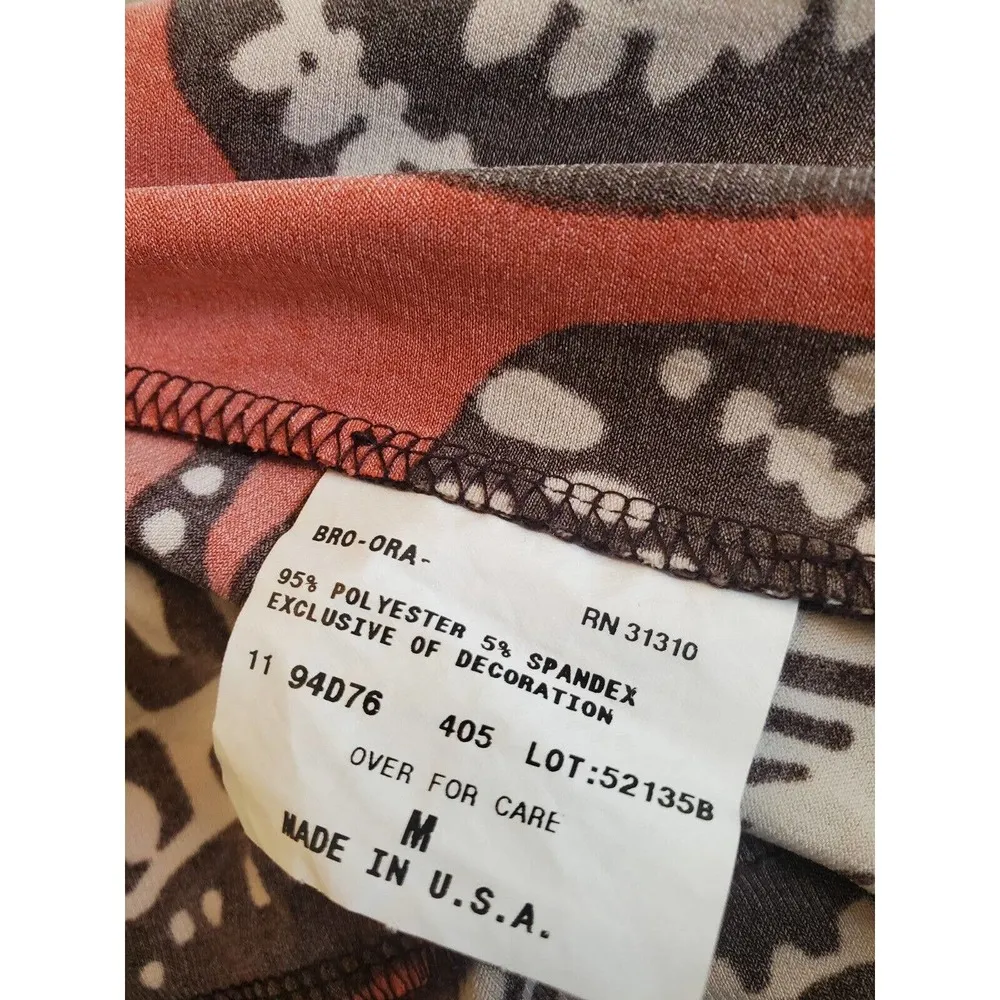 BRO-ORA-
RN 31310
95% POLYESTER 5% SPANDEX
EXCLUSIVE OF DECORATION
11 94D76 405 LOT:52135B
OVER FOR CARE
M
MADE IN U.S.A.